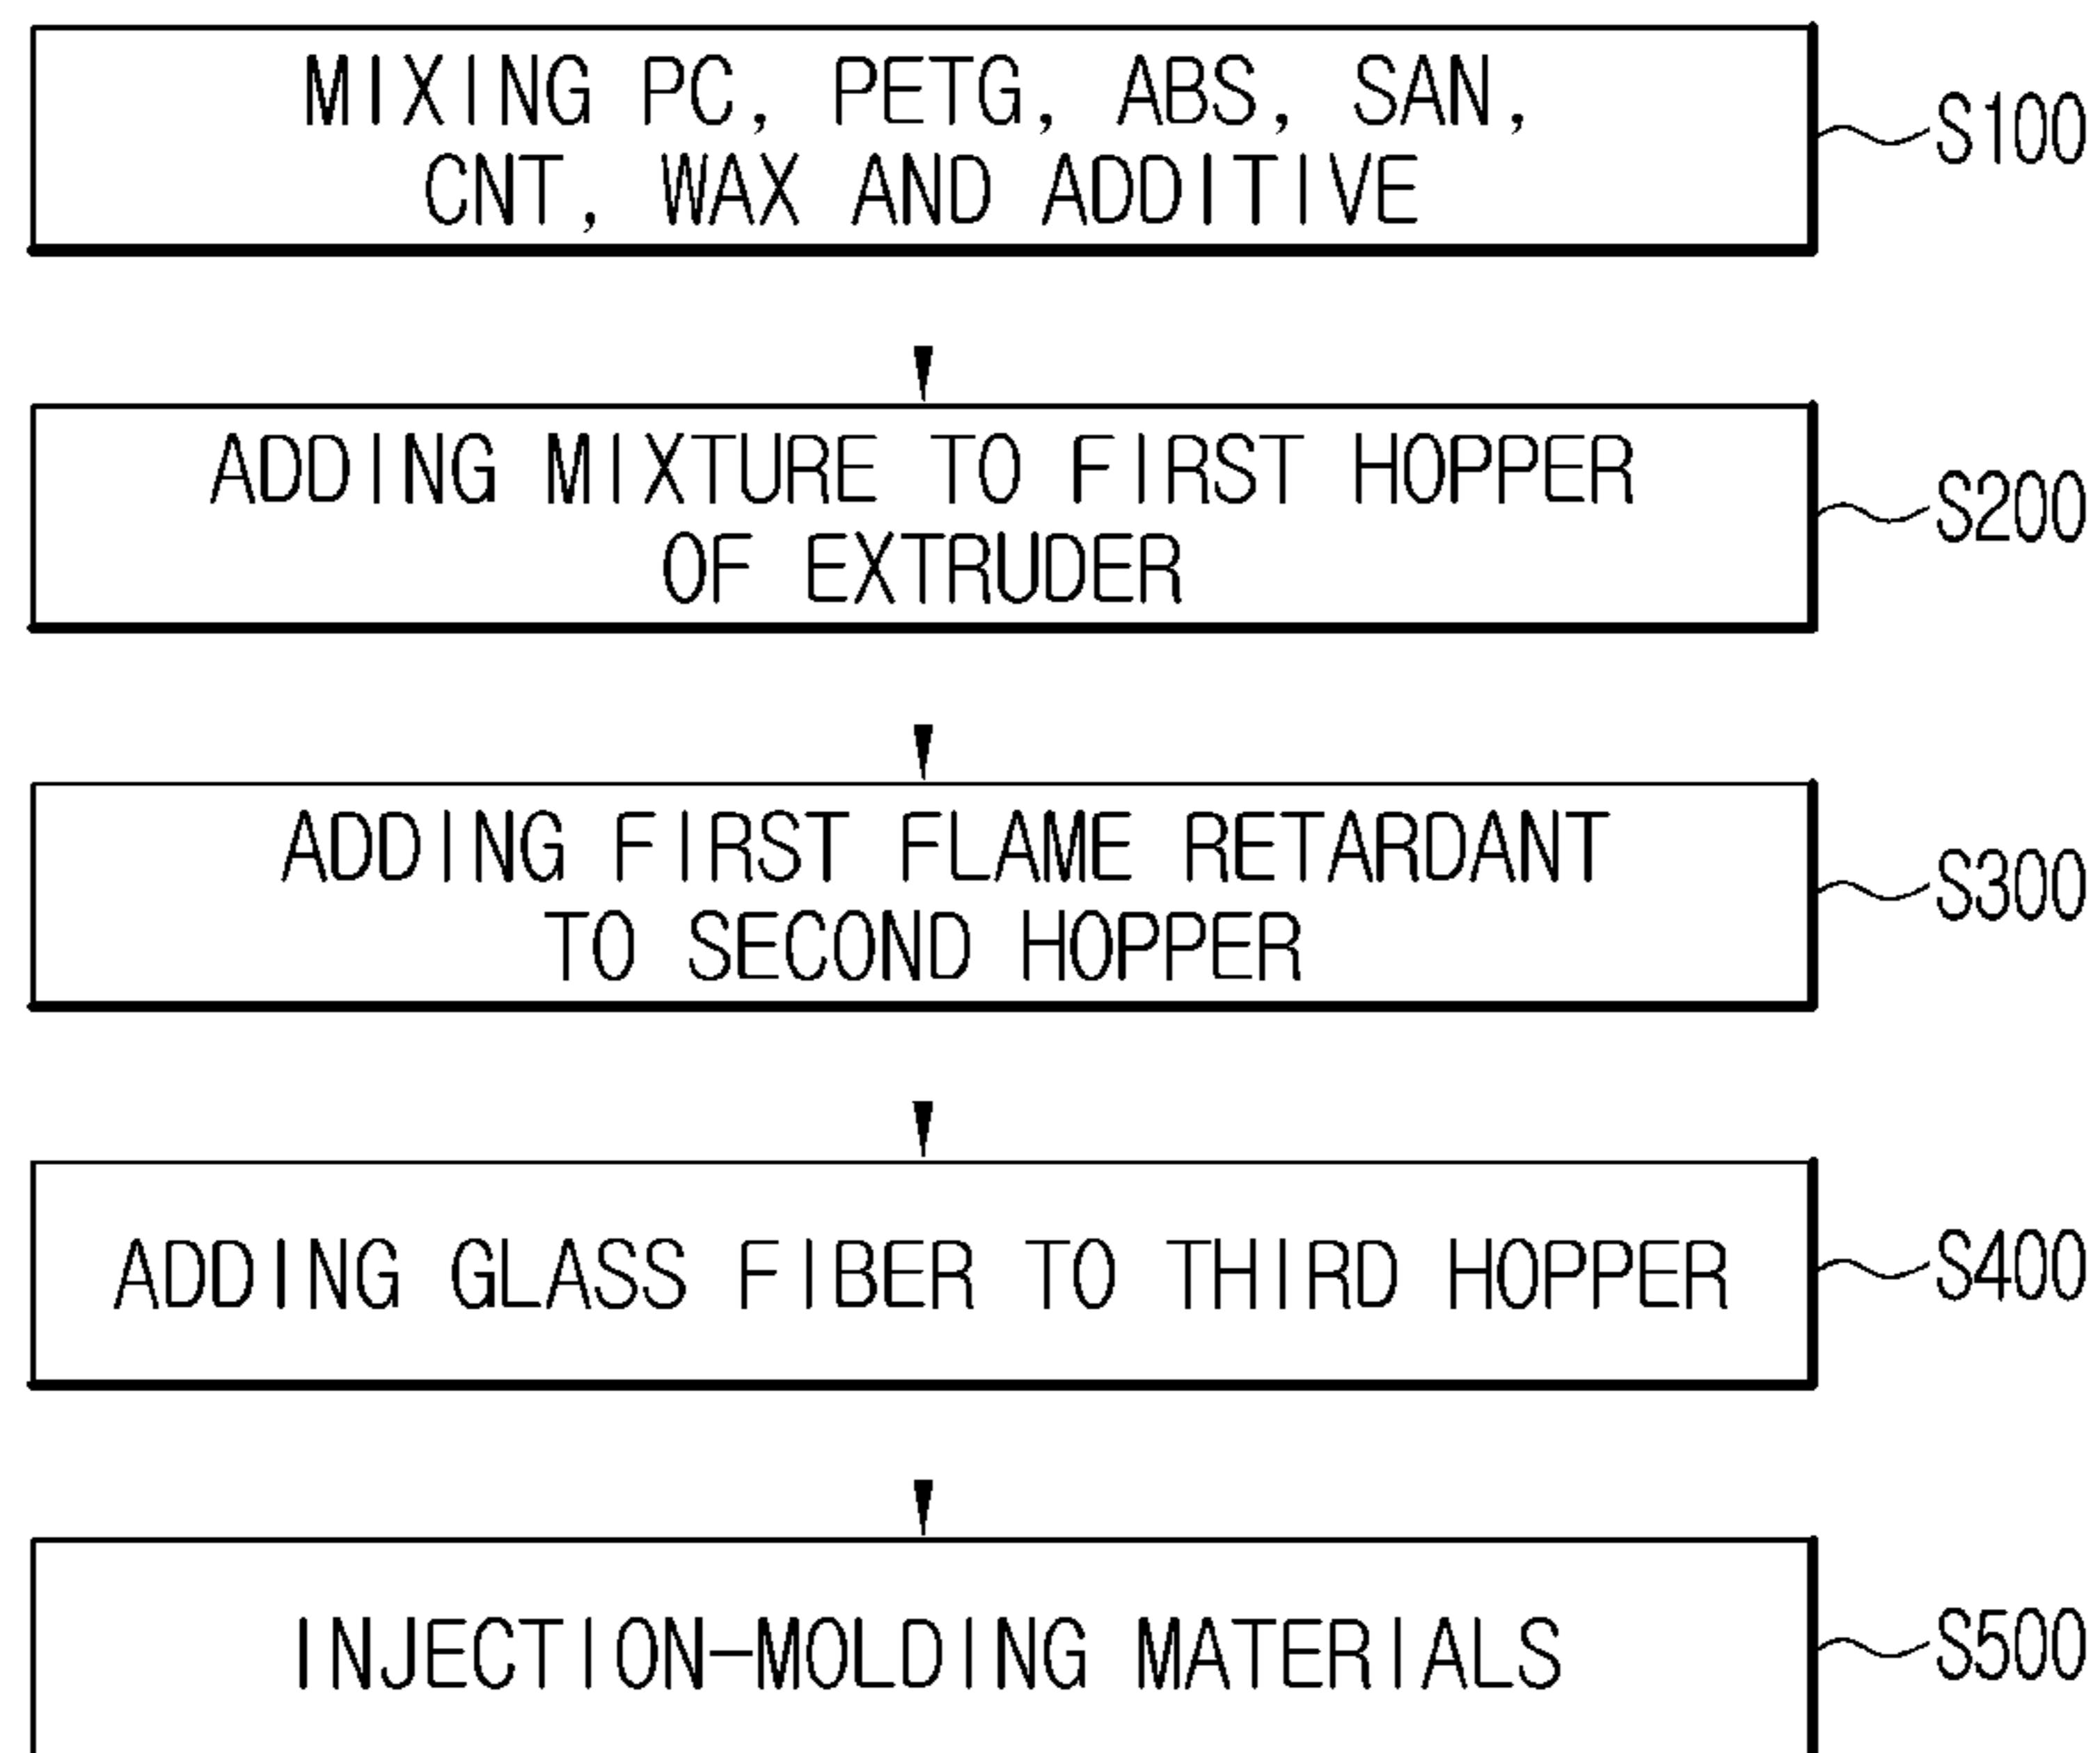 MIXING PC, PETG, ABS, SAN,
CNT, WAX AND ADDITIVE
S100
ADDING MIXTURE TO FIRST HOPPER
OF EXTRUDER
S200
ADDING FIRST FLAME RETARDANT
TO SECOND HOPPER
S300
ADDING GLASS FIBER TO THIRD HOPPER
S400
INJECTION-MOLDING MATERIALS
S500